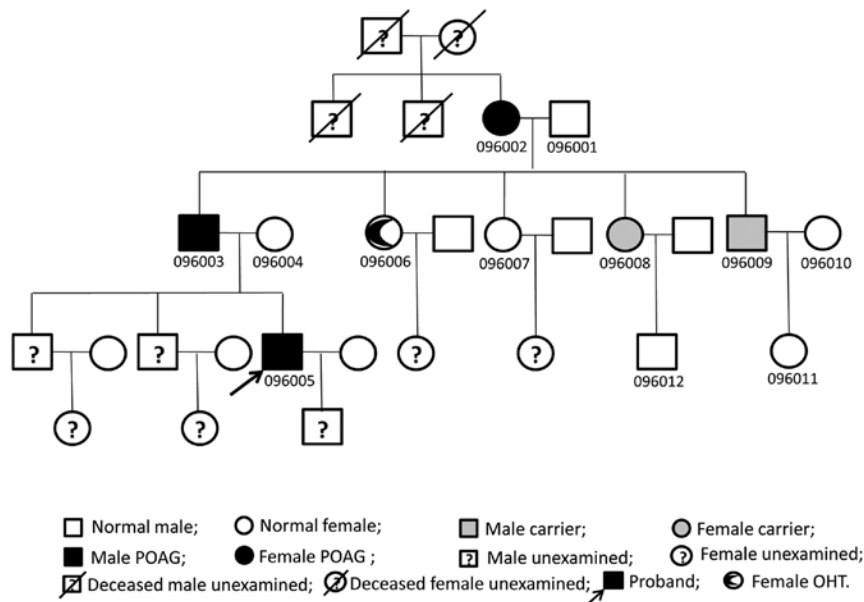 ? ?
? ?
096002 096001
096003 096004 096006 096007 096008 096009 096010
? ? ? ?
096005 096012 096011
? ? ?
Normal male; Normal female; Male carrier; Female carrier;
Male POAG; Female POAG ; ? Male unexamined; ? Female unexamined;
? Deceased male unexamined; ? Deceased female unexamined; Proband; Female OHT.